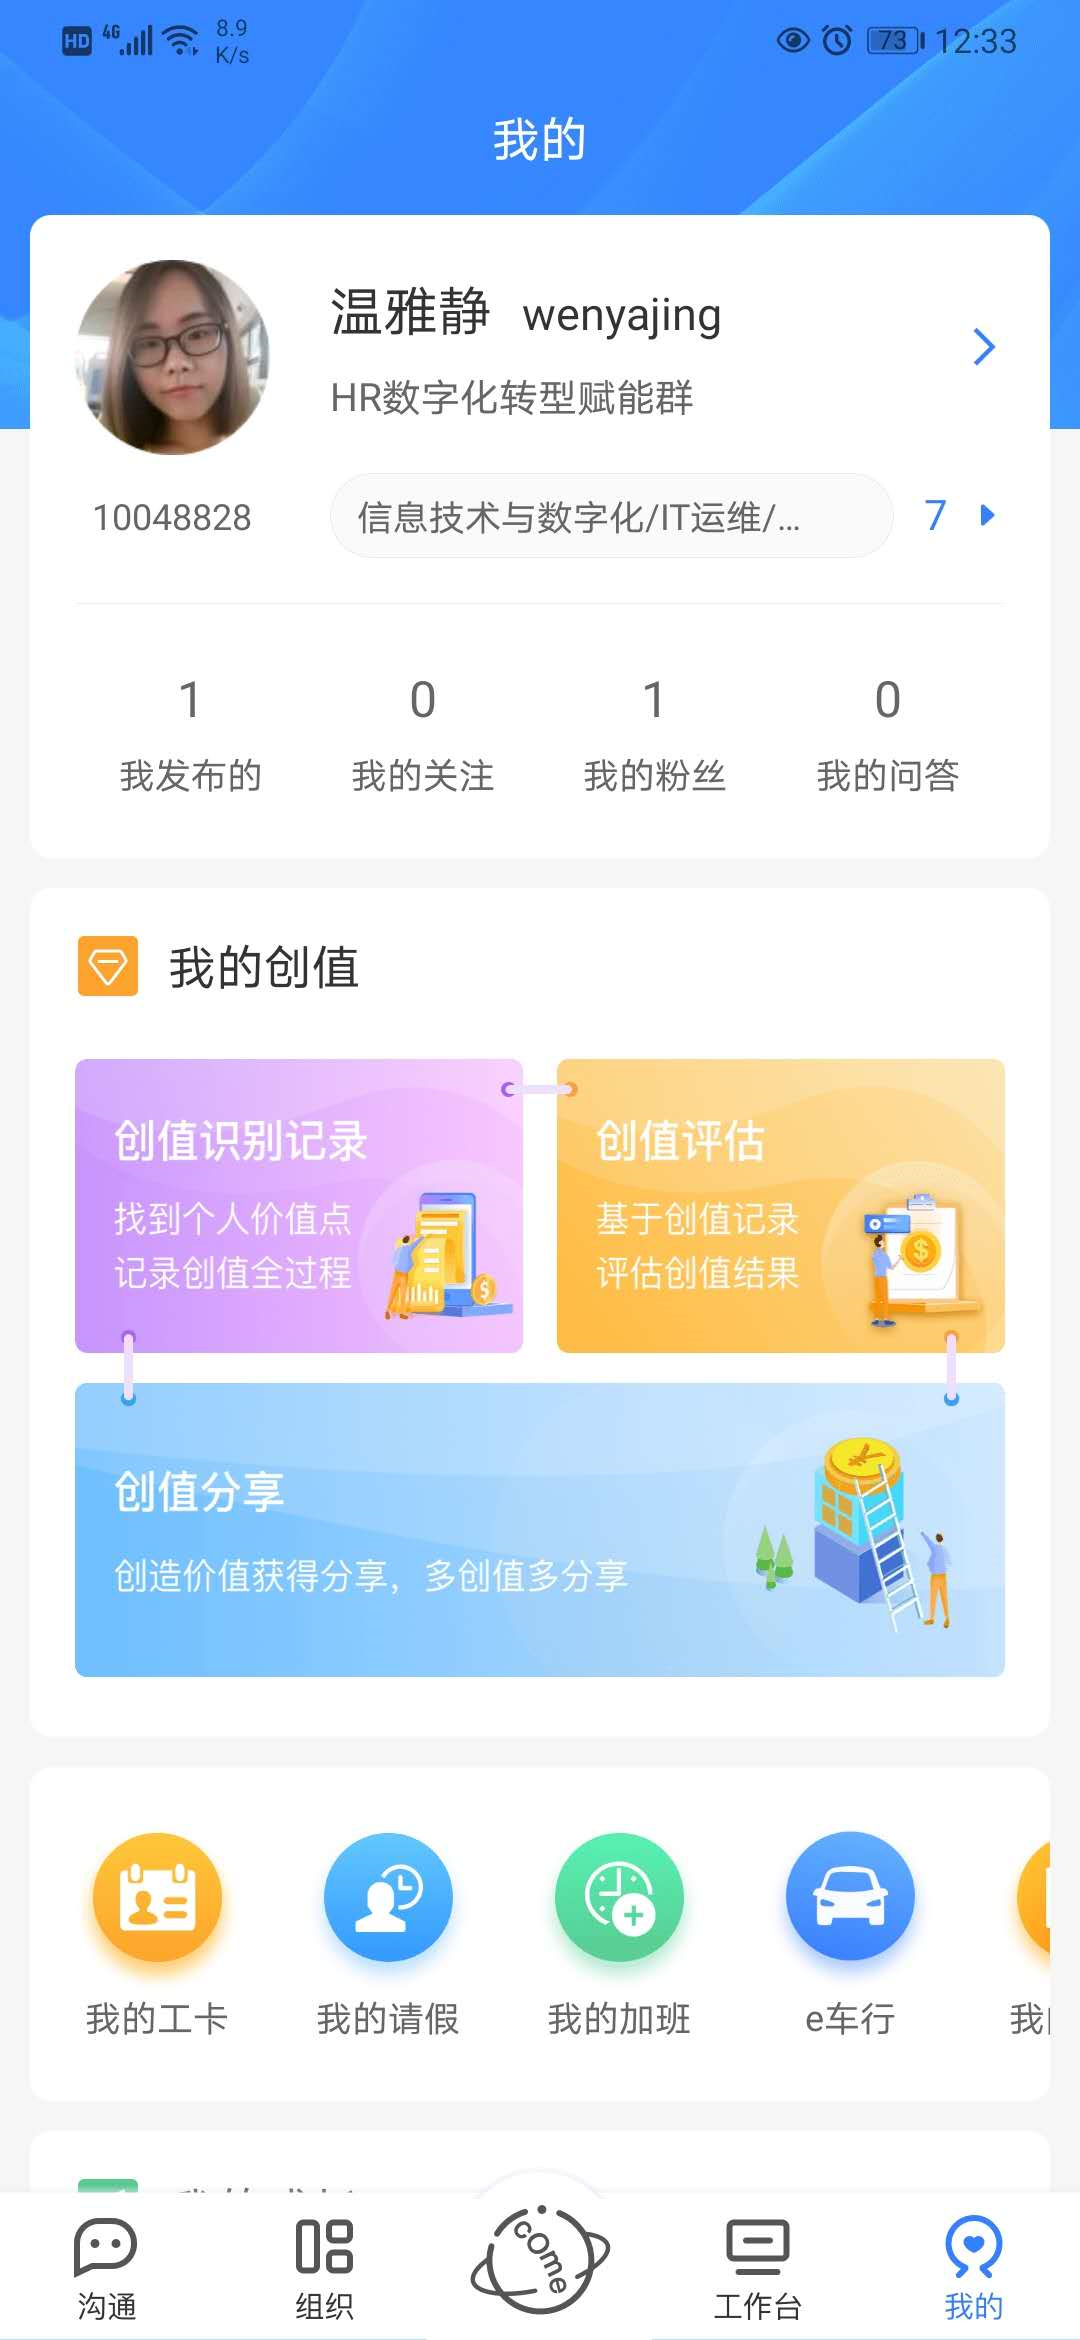 HD 4G 8.9 K/s 73 12:33
我的
温雅静 wenyajing
HR数字化转型赋能群
10048828 信息技术与数字化/IT运维/... 7
1 0 1 0
我发布的 我的关注 我的粉丝 我的问答
我的创值
创值识别记录
找到个人价值点
记录创值全过程
创值评估
基于创值记录
评估创值结果
创值分享
创造价值获得分享，多创值多分享
我的工卡 我的请假 我的加班 e车行 我
cOme
沟通 组织 工作台 我的